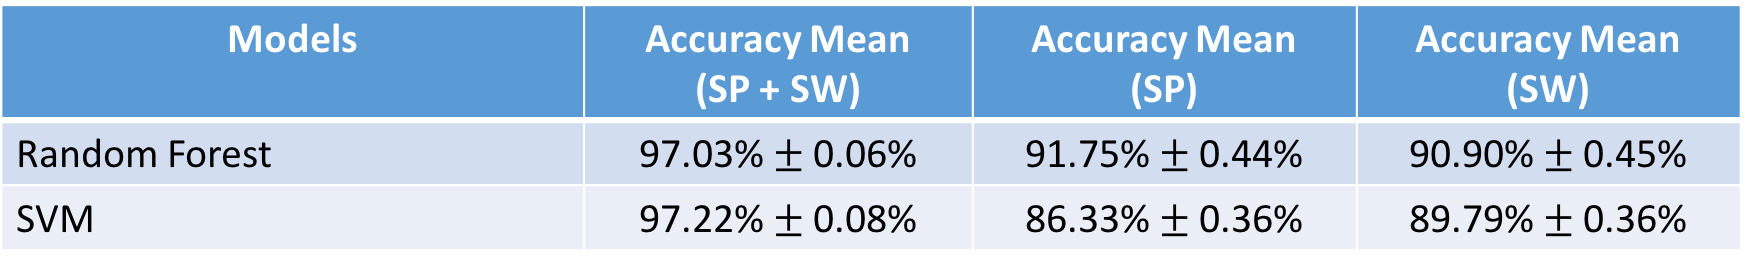 Models Accuracy Mean Accuracy Mean Accuracy Mean
(SP + SW) (SP) (SW)
Random Forest 97.03% ± 0.06% 91.75% ± 0.44% 90.90% ± 0.45%
SVM 97.22% ± 0.08% 86.33% ± 0.36% 89.79% ± 0.36%